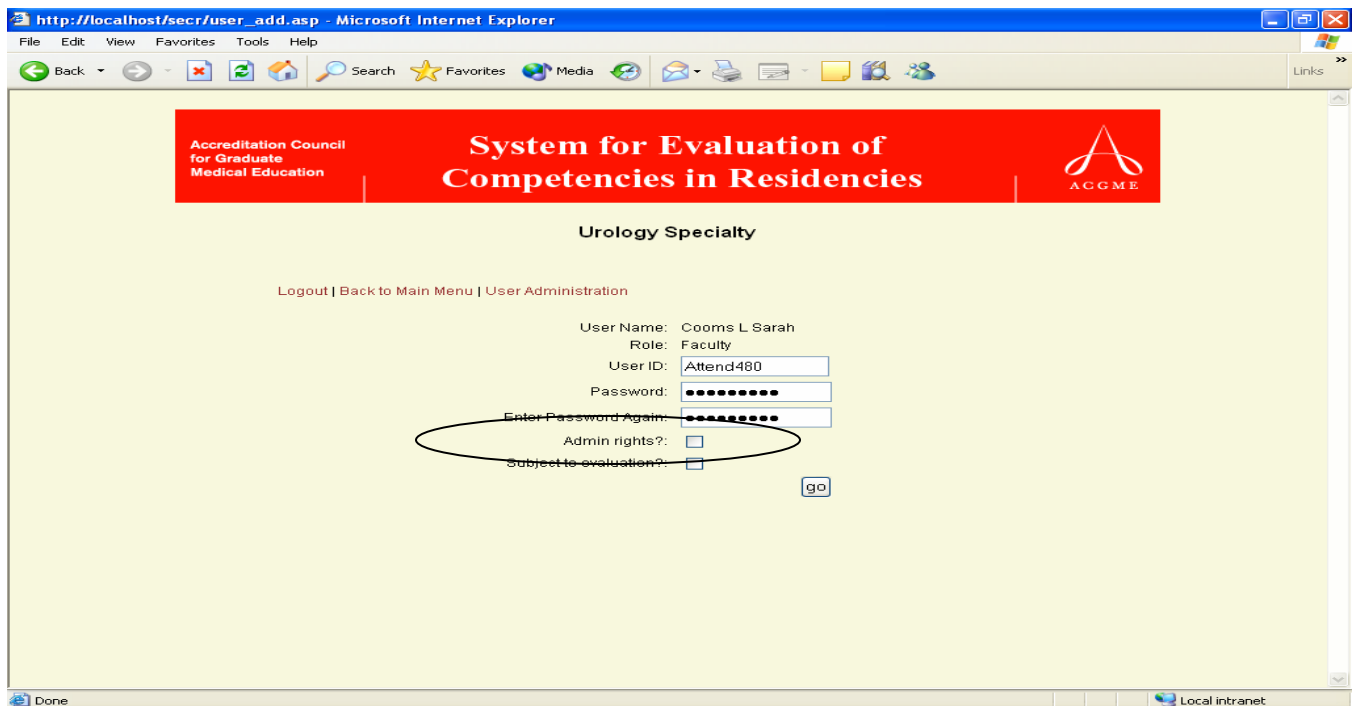 http://localhost/secr/user_add.asp - Microsoft Internet Explorer
File Edit View Favorites Tools Help
Back Search Favorites Media Links »
Accreditation Council
for Graduate
Medical Education
System for Evaluation of
Competencies in Residencies
ACGME
Urology Specialty
Logout | Back to Main Menu | User Administration
User Name: Cooms L Sarah
Role: Faculty
User ID: Attend480
Password: ●●●●●●●●●
Enter Password Again: ●●●●●●●●●
Admin rights?:
Subject to evaluation?:
go
Done Local intranet